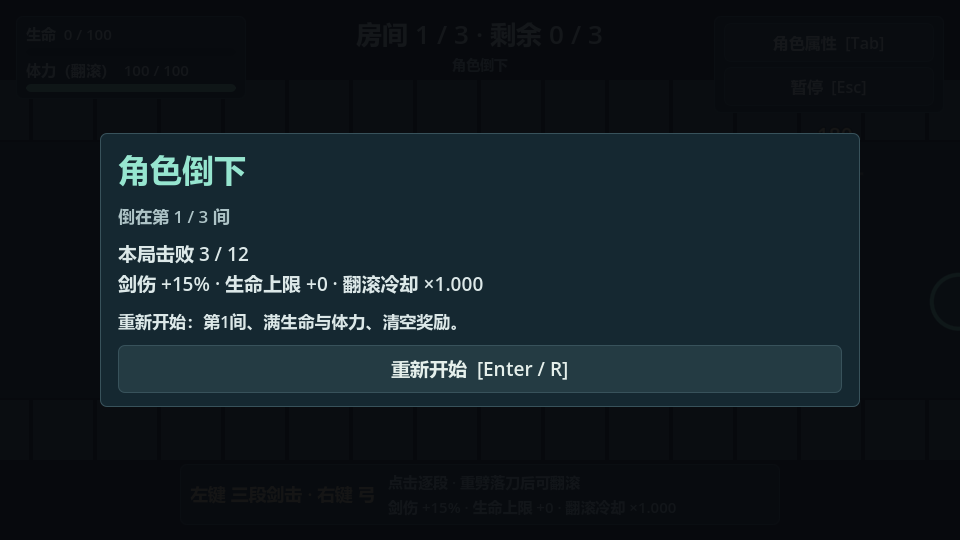 生命 0 / 100
体力（翻滚） 100 / 100
房间 1 / 3 · 剩余 0 / 3
角色倒下
角色属性 [Tab]
暂停 [Esc]
角色倒下
倒在第 1 / 3 间
本局击败 3 / 12
剑伤 +15% · 生命上限 +0 · 翻滚冷却 ×1.000
重新开始：第1间、满生命与体力、清空奖励。
重新开始 [Enter / R]
左键 三段剑击 · 右键 弓
点击逐段 · 重劈落刀后可翻滚
剑伤 +15% · 生命上限 +0 · 翻滚冷却 ×1.000